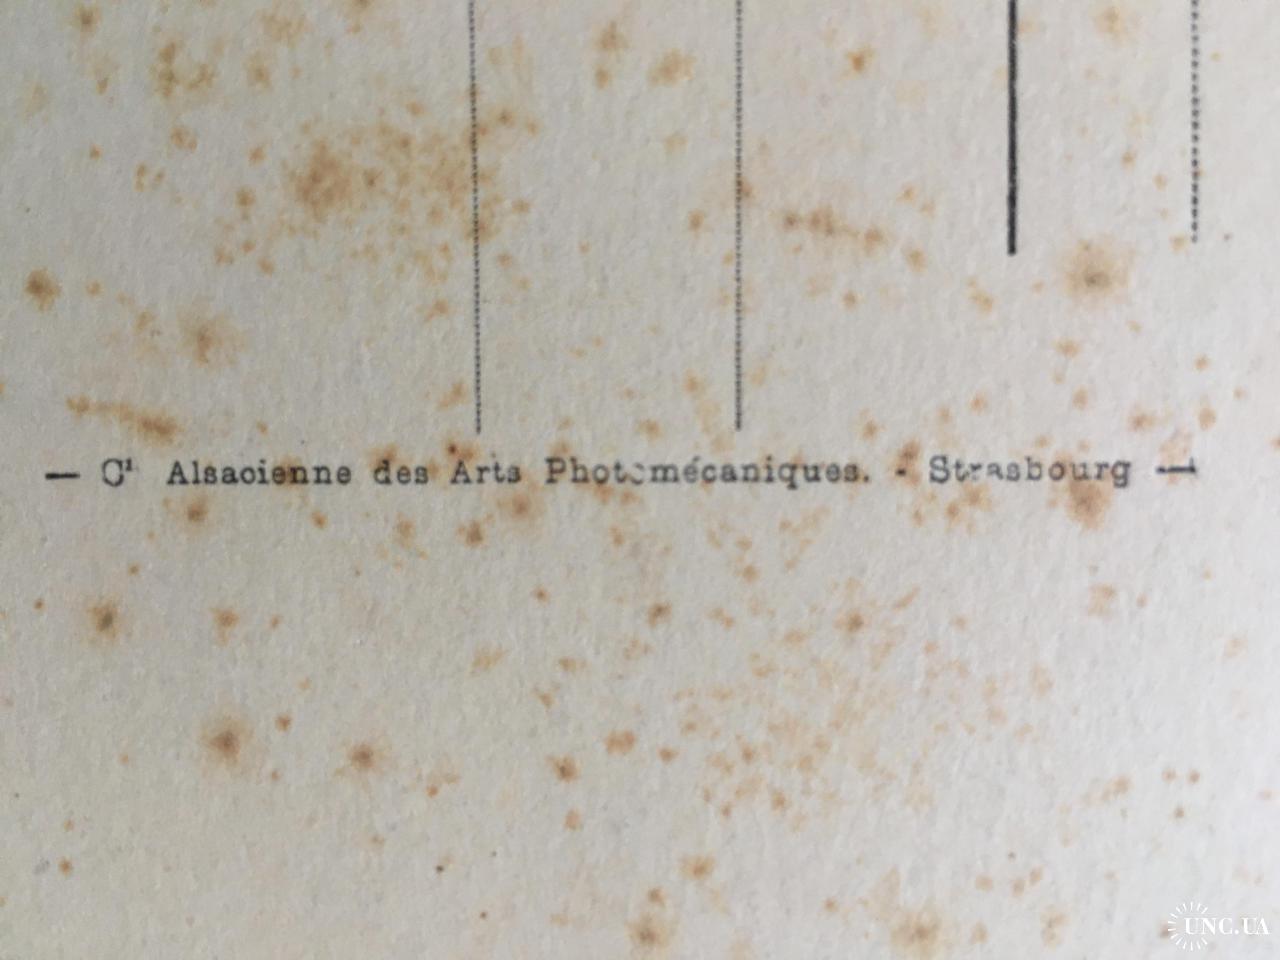 — Cⁱᵉ Alsacienne des Arts Photomécaniques. - Strasbourg —
UNC.UA